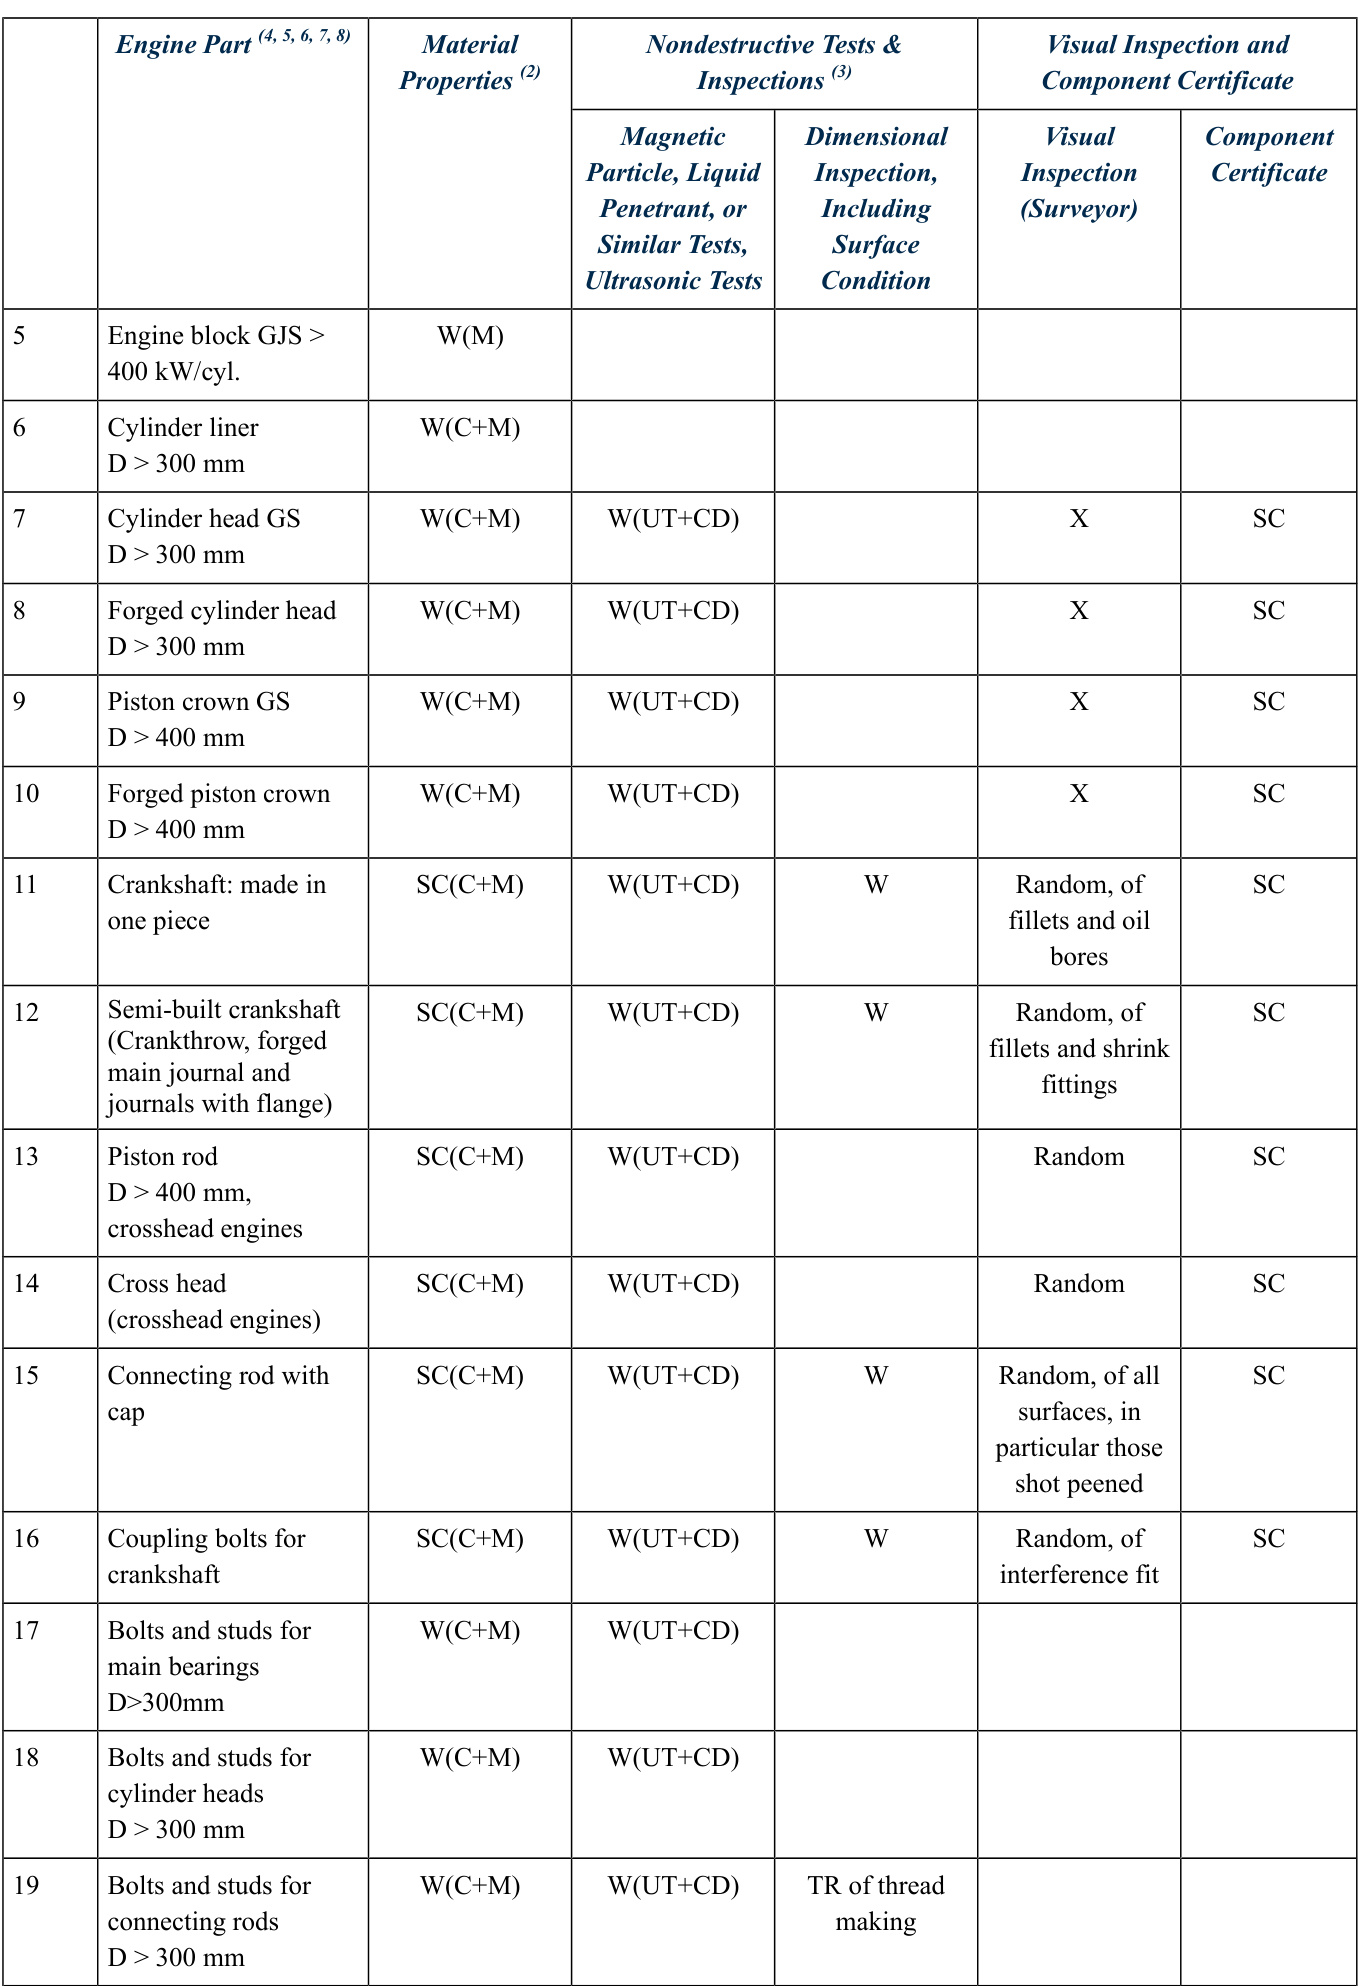 Engine Part (4, 5, 6, 7, 8)
Material
Properties (2)
Nondestructive Tests &
Inspections (3)
Visual Inspection and
Component Certificate
Magnetic
Particle, Liquid
Penetrant, or
Similar Tests,
Ultrasonic Tests
Dimensional
Inspection,
Including
Surface
Condition
Visual
Inspection
(Surveyor)
Component
Certificate
5
Engine block GJS >
400 kW/cyl.
W(M)
6
Cylinder liner
D > 300 mm
W(C+M)
7
Cylinder head GS
D > 300 mm
W(C+M)
W(UT+CD)
X
SC
8
Forged cylinder head
D > 300 mm
W(C+M)
W(UT+CD)
X
SC
9
Piston crown GS
D > 400 mm
W(C+M)
W(UT+CD)
X
SC
10
Forged piston crown
D > 400 mm
W(C+M)
W(UT+CD)
X
SC
11
Crankshaft: made in
one piece
SC(C+M)
W(UT+CD)
W
Random, of
fillets and oil
bores
SC
12
Semi-built crankshaft
(Crankthrow, forged
main journal and
journals with flange)
SC(C+M)
W(UT+CD)
W
Random, of
fillets and shrink
fittings
SC
13
Piston rod
D > 400 mm,
crosshead engines
SC(C+M)
W(UT+CD)
Random
SC
14
Cross head
(crosshead engines)
SC(C+M)
W(UT+CD)
Random
SC
15
Connecting rod with
cap
SC(C+M)
W(UT+CD)
W
Random, of all
surfaces, in
particular those
shot peened
SC
16
Coupling bolts for
crankshaft
SC(C+M)
W(UT+CD)
W
Random, of
interference fit
SC
17
Bolts and studs for
main bearings
D>300mm
W(C+M)
W(UT+CD)
18
Bolts and studs for
cylinder heads
D > 300 mm
W(C+M)
W(UT+CD)
19
Bolts and studs for
connecting rods
D > 300 mm
W(C+M)
W(UT+CD)
TR of thread
making